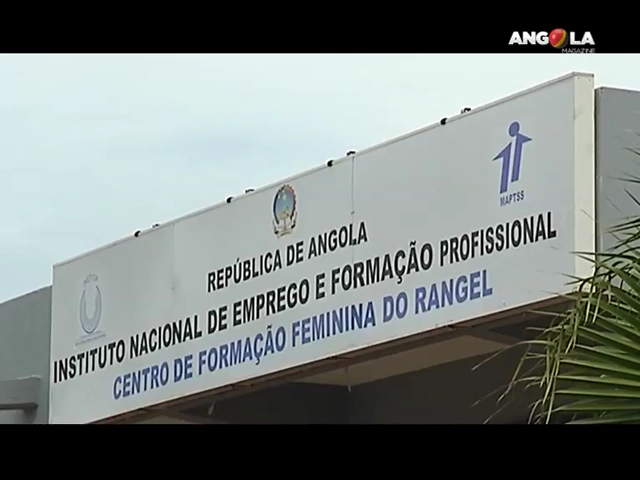 ANGOLA
MAGAZINE
MAPTSS
REPÚBLICA DE ANGOLA
INSTITUTO NACIONAL DE EMPREGO E FORMAÇÃO PROFISSIONAL
CENTRO DE FORMAÇÃO FEMININA DO RANGEL